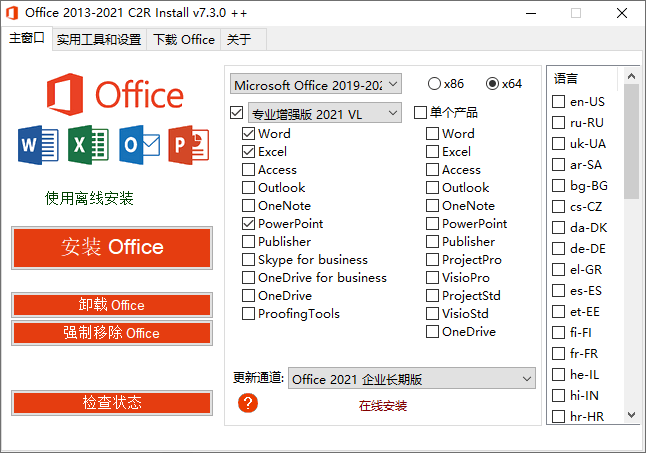 Office 2013-2021 C2R Install v7.3.0 ++
主窗口 实用工具和设置 下载 Office 关于
Office
W X O P
使用离线安装
安装 Office
卸载 Office
强制移除 Office
检查状态
Microsoft Office 2019-202
x86 x64
专业增强版 2021 VL
单个产品
Word
Excel
Access
Outlook
OneNote
PowerPoint
Publisher
Skype for business
OneDrive for business
OneDrive
ProofingTools
Word
Excel
Access
Outlook
OneNote
PowerPoint
Publisher
ProjectPro
VisioPro
ProjectStd
VisioStd
OneDrive
更新通道: Office 2021 企业长期版
? 在线安装
语言
en-US
ru-RU
uk-UA
ar-SA
bg-BG
cs-CZ
da-DK
de-DE
el-GR
es-ES
et-EE
fi-FI
fr-FR
he-IL
hi-IN
hr-HR